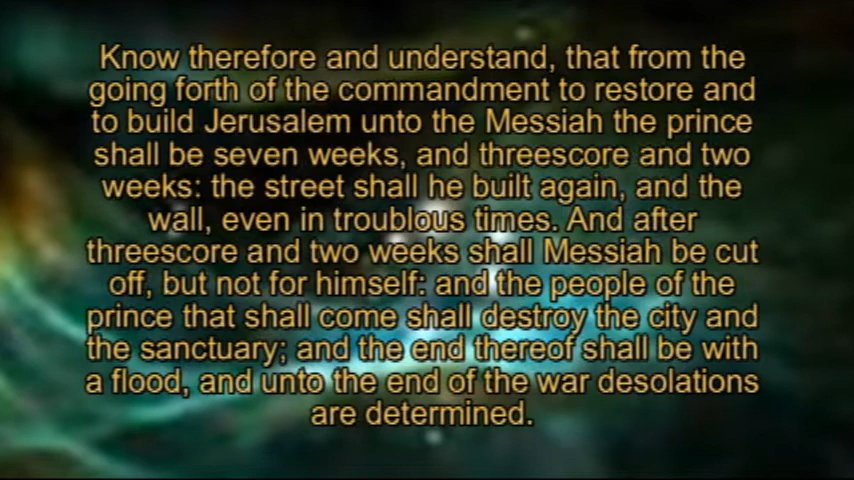 Know therefore and understand, that from the
going forth of the commandment to restore and
to build Jerusalem unto the Messiah the prince
shall be seven weeks, and threescore and two
weeks: the street shall he built again, and the
wall, even in troublous times. And after
threescore and two weeks shall Messiah be cut
off, but not for himself: and the people of the
prince that shall come shall destroy the city and
the sanctuary; and the end thereof shall be with
a flood, and unto the end of the war desolations
are determined.